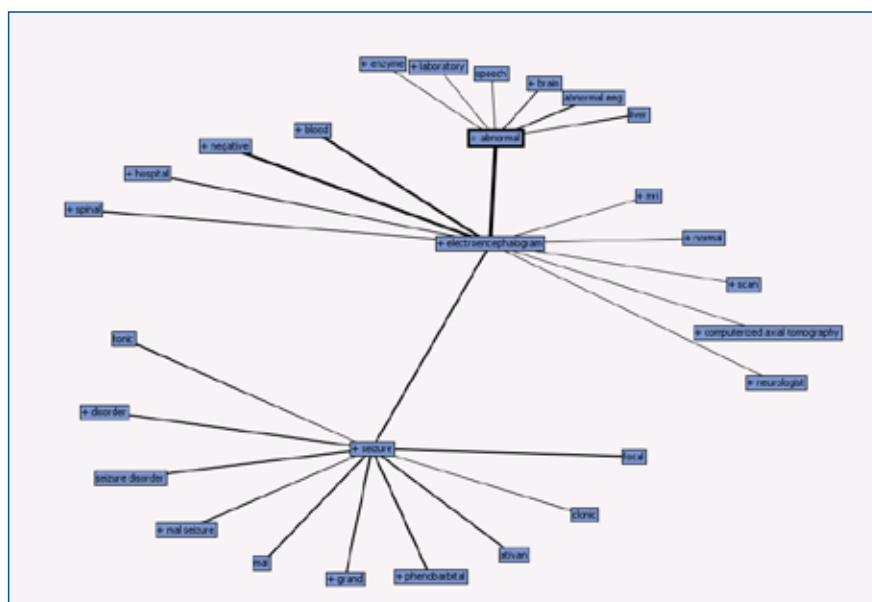 + enzyme
+ laboratory
speech
+ brain
abnormal eeg
liver
+ abnormal
+ blood
+ negative
+ hospital
+ spinal
+ mri
+ electroencephalogram
+ normal
+ scan
+ computerized axial tomography
+ neurologist
tonic
+ disorder
+ seizure
focal
seizure disorder
clonic
+ mal seizure
ativan
mal
+ grand
+ phenobarbital